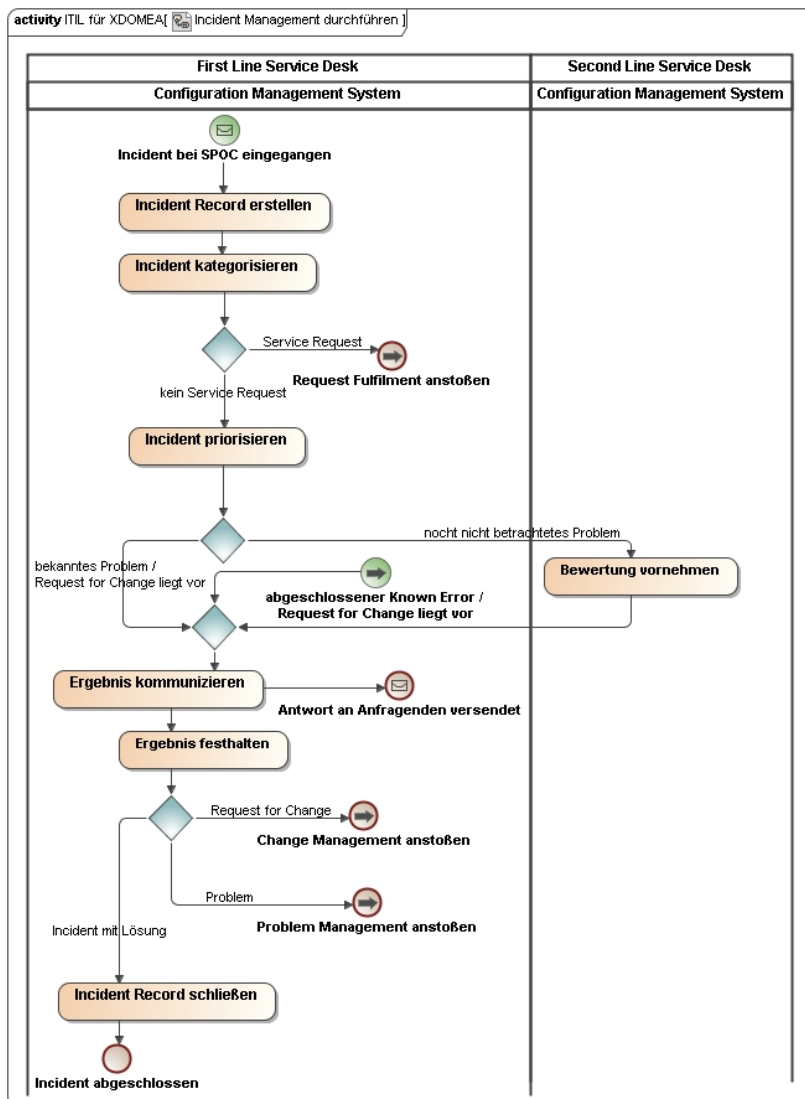 activity ITIL für XDOMEA[ Incident Management durchführen ]
First Line Service Desk
Second Line Service Desk
Configuration Management System
Configuration Management System
Incident bei SPOC eingegangen
Incident Record erstellen
Incident kategorisieren
Service Request
Request Fulfilment anstoßen
kein Service Request
Incident priorisieren
nocht nicht betrachtetes Problem
bekanntes Problem /
Request for Change liegt vor
Bewertung vornehmen
abgeschlossener Known Error /
Request for Change liegt vor
Ergebnis kommunizieren
Antwort an Anfragenden versendet
Ergebnis festhalten
Request for Change
Change Management anstoßen
Problem
Problem Management anstoßen
Incident mit Lösung
Incident Record schließen
Incident abgeschlossen